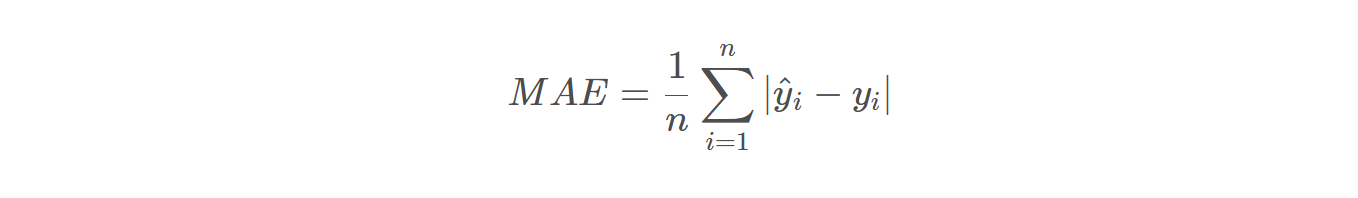 MAE = \frac{1}{n} \sum_{i=1}^{n} |\hat{y}_i - y_i|